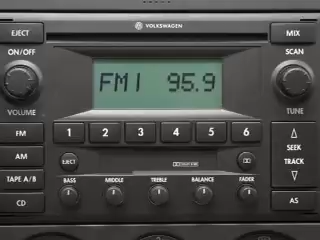 EJECT
VOLKSWAGEN
MIX
ON/OFF
SCAN
FM1 95.9
VOLUME
TUNE
FM
1 2 3 4 5 6
AM
EJECT
SEEK
TRACK
TAPE A/B
BASS MIDDLE TREBLE BALANCE FADER
CD
AS